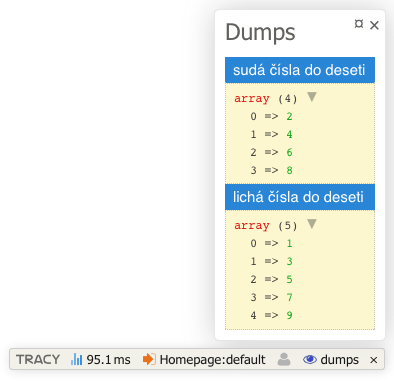 Dumps ¤ ×
sudá čísla do deseti
array (4) ▼
0 => 2
1 => 4
2 => 6
3 => 8
lichá čísla do deseti
array (5) ▼
0 => 1
1 => 3
2 => 5
3 => 7
4 => 9
TRACY 95.1 ms Homepage:default dumps ×